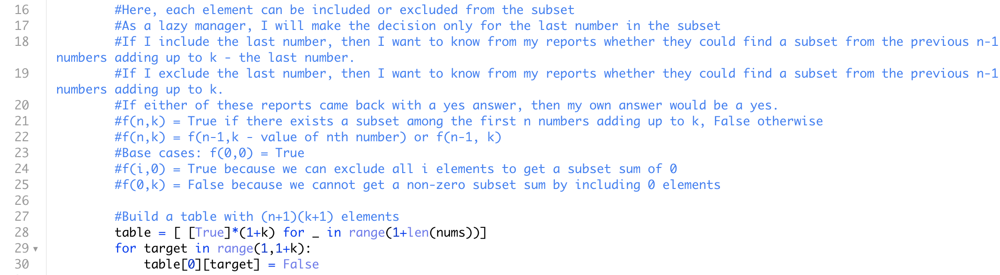 16 #Here, each element can be included or excluded from the subset
17 #As a lazy manager, I will make the decision only for the last number in the subset
18 #If I include the last number, then I want to know from my reports whether they could find a subset from the previous n-1
numbers adding up to k - the last number.
19 #If I exclude the last number, then I want to know from my reports whether they could find a subset from the previous n-1
numbers adding up to k.
20 #If either of these reports came back with a yes answer, then my own answer would be a yes.
21 #f(n,k) = True if there exists a subset among the first n numbers adding up to k, False otherwise
22 #f(n,k) = f(n-1,k - value of nth number) or f(n-1, k)
23 #Base cases: f(0,0) = True
24 #f(i,0) = True because we can exclude all i elements to get a subset sum of 0
25 #f(0,k) = False because we cannot get a non-zero subset sum by including 0 elements
26
27 #Build a table with (n+1)(k+1) elements
28 table = [ [True]*(1+k) for _ in range(1+len(nums))]
29 for target in range(1,1+k):
30 table[0][target] = False